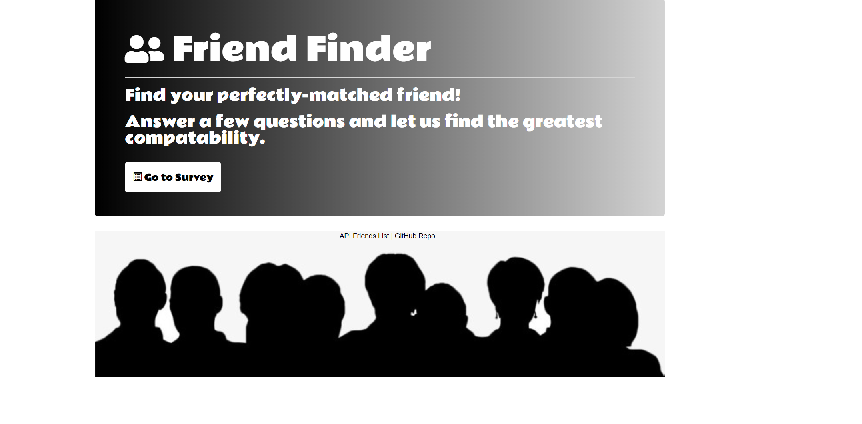 Friend Finder
Find your perfectly-matched friend!
Answer a few questions and let us find the greatest
compatability.
Go to Survey
API Friends List | GitHub Repo